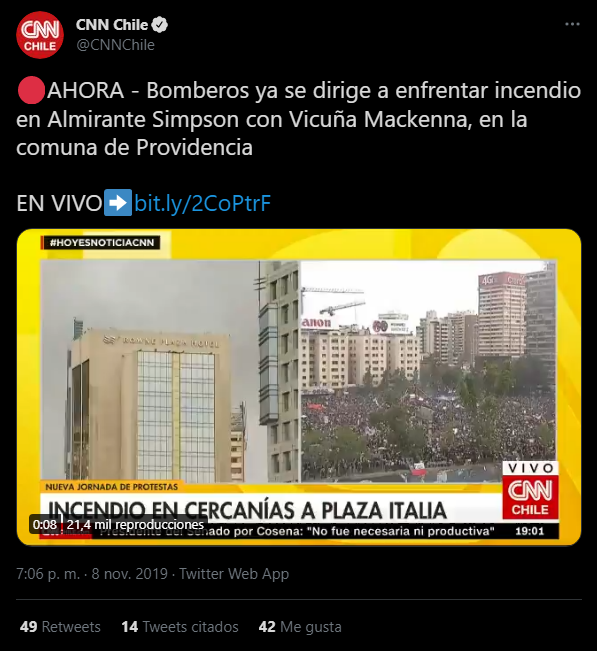 CNN Chile
@CNNChile
AHORA - Bomberos ya se dirige a enfrentar incendio
en Almirante Simpson con Vicuña Mackenna, en la
comuna de Providencia
EN VIVO➡bit.ly/2CoPtrF
#HOYESNOTICIACNN
PLAZA HOTEL
anon
4G
VIVO
CNN
CHILE
NUEVA JORNADA DE PROTESTAS
INCENDIO EN CERCANÍAS A PLAZA ITALIA
0:08 21,4 mil reproducciones
Presidente del Senado por Cosena: "No fue necesaria ni productiva" 19:01
7:06 p. m. · 8 nov. 2019 · Twitter Web App
49 Retweets 14 Tweets citados 42 Me gusta